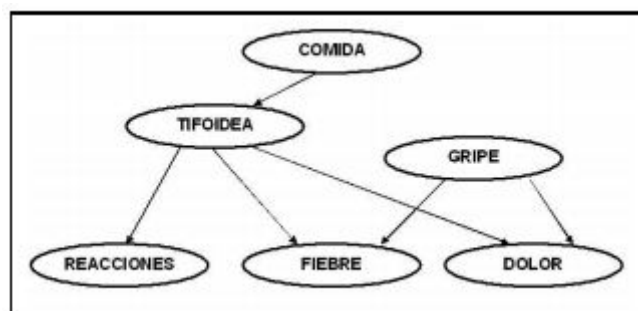 COMIDA
TIFOIDEA
GRIPE
REACCIONES
FIEBRE
DOLOR